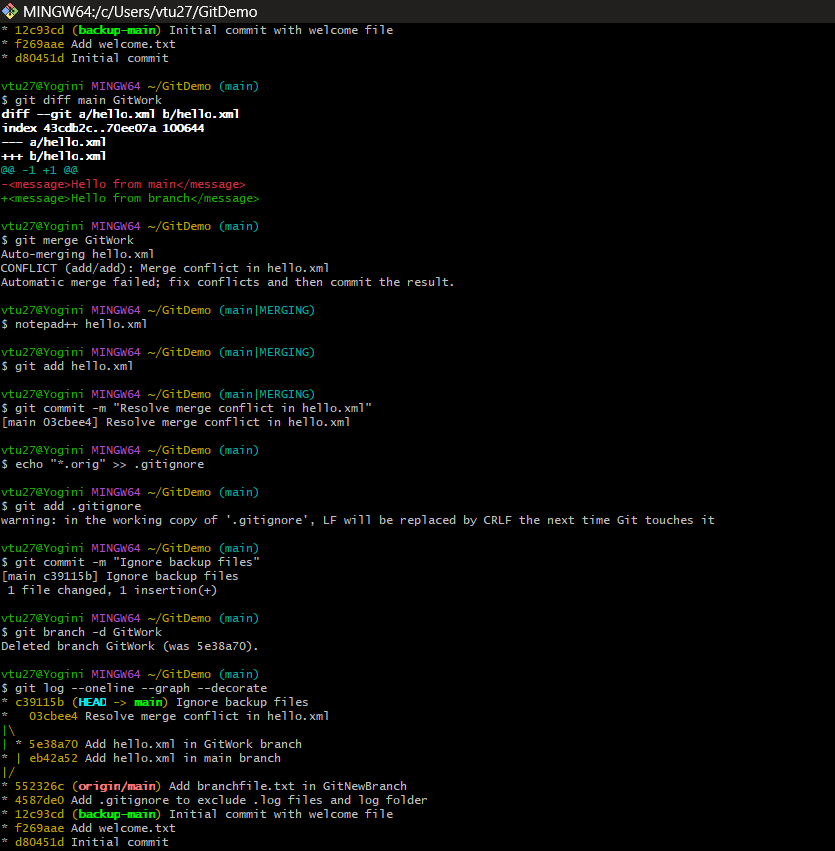 MINGW64:/c/Users/vtu27/GitDemo
* 12c93cd (backup-main) Initial commit with welcome file
* f269aae Add welcome.txt
* d80451d Initial commit
vtu27@Yogini MINGW64 ~/GitDemo (main)
$ git diff main GitWork
diff --git a/hello.xml b/hello.xml
index 43cdb2c..70ee07a 100644
--- a/hello.xml
+++ b/hello.xml
@@ -1 +1 @@
-<message>Hello from main</message>
+<message>Hello from branch</message>
vtu27@Yogini MINGW64 ~/GitDemo (main)
$ git merge GitWork
Auto-merging hello.xml
CONFLICT (add/add): Merge conflict in hello.xml
Automatic merge failed; fix conflicts and then commit the result.
vtu27@Yogini MINGW64 ~/GitDemo (main|MERGING)
$ notepad++ hello.xml
vtu27@Yogini MINGW64 ~/GitDemo (main|MERGING)
$ git add hello.xml
vtu27@Yogini MINGW64 ~/GitDemo (main|MERGING)
$ git commit -m "Resolve merge conflict in hello.xml"
[main 03cbee4] Resolve merge conflict in hello.xml
vtu27@Yogini MINGW64 ~/GitDemo (main)
$ echo "*.orig" >> .gitignore
vtu27@Yogini MINGW64 ~/GitDemo (main)
$ git add .gitignore
warning: in the working copy of '.gitignore', LF will be replaced by CRLF the next time Git touches it
vtu27@Yogini MINGW64 ~/GitDemo (main)
$ git commit -m "Ignore backup files"
[main c39115b] Ignore backup files
 1 file changed, 1 insertion(+)
vtu27@Yogini MINGW64 ~/GitDemo (main)
$ git branch -d GitWork
Deleted branch GitWork (was 5e38a70).
vtu27@Yogini MINGW64 ~/GitDemo (main)
$ git log --oneline --graph --decorate
* c39115b (HEAD -> main) Ignore backup files
*   03cbee4 Resolve merge conflict in hello.xml
|\
| * 5e38a70 Add hello.xml in GitWork branch
* | eb42a52 Add hello.xml in main branch
|/
* 552326c (origin/main) Add branchfile.txt in GitNewBranch
* 4587de0 Add .gitignore to exclude .log files and log folder
* 12c93cd (backup-main) Initial commit with welcome file
* f269aae Add welcome.txt
* d80451d Initial commit